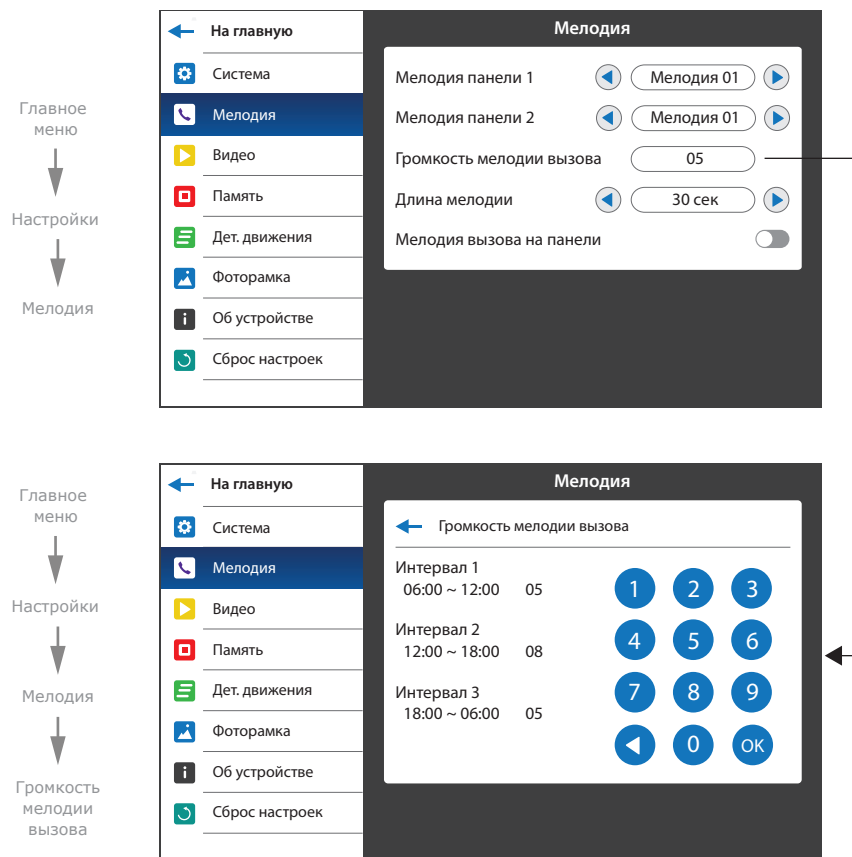 Главное
меню
Настройки
Мелодия
На главную
Система
Мелодия
Видео
Память
Дет. движения
Фоторамка
Об устройстве
Сброс настроек
Мелодия
Мелодия панели 1 Мелодия 01
Мелодия панели 2 Мелодия 01
Громкость мелодии вызова 05
Длина мелодии 30 сек
Мелодия вызова на панели
Главное
меню
Настройки
Мелодия
Громкость
мелодии
вызова
На главную
Система
Мелодия
Видео
Память
Дет. движения
Фоторамка
Об устройстве
Сброс настроек
Мелодия
Громкость мелодии вызова
Интервал 1
06:00 ~ 12:00 05
Интервал 2
12:00 ~ 18:00 08
Интервал 3
18:00 ~ 06:00 05
1 2 3
4 5 6
7 8 9
0 OK